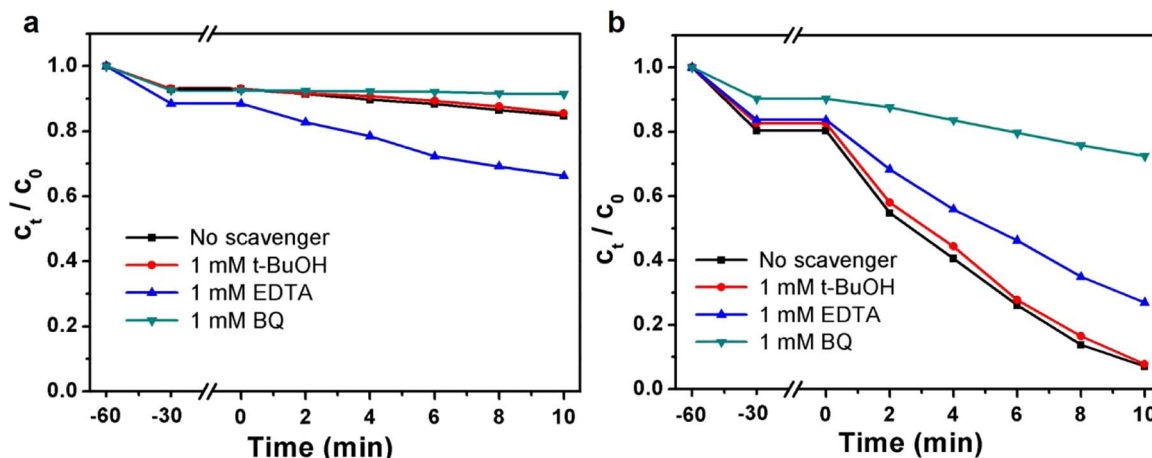 a
c_t / c_0
1.0
0.8
0.6
0.4
0.2
0.0
No scavenger
1 mM t-BuOH
1 mM EDTA
1 mM BQ
-60 -30 0 2 4 6 8 10
Time (min)
b
c_t / c_0
1.0
0.8
0.6
0.4
0.2
0.0
No scavenger
1 mM t-BuOH
1 mM EDTA
1 mM BQ
-60 -30 0 2 4 6 8 10
Time (min)